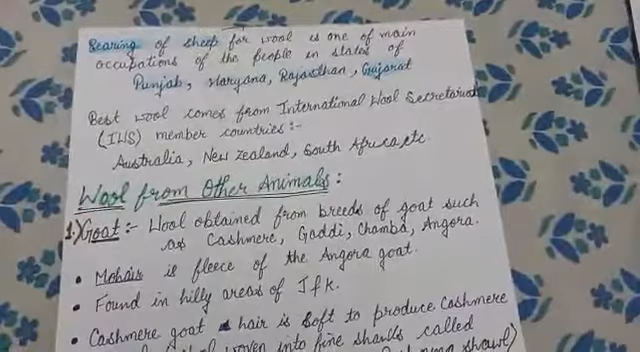 Rearing of sheep for wool is one of main
occupations of the people in states of
Punjab, Haryana, Rajasthan, Gujarat
Best wool comes from International Wool Secretariat
(IWS) member countries:-
Australia, New Zealand, South Africa, etc.
Wool from Other Animals:
1.) Goat:- Wool obtained from breeds of goat such
as Cashmere, Gaddi, Chamba, Angora.
• Mohair is fleece of the Angora goat.
• Found in hilly areas of J&K.
• Cashmere goat hair is soft to produce Cashmere
woven into fine shawls called
shawl)